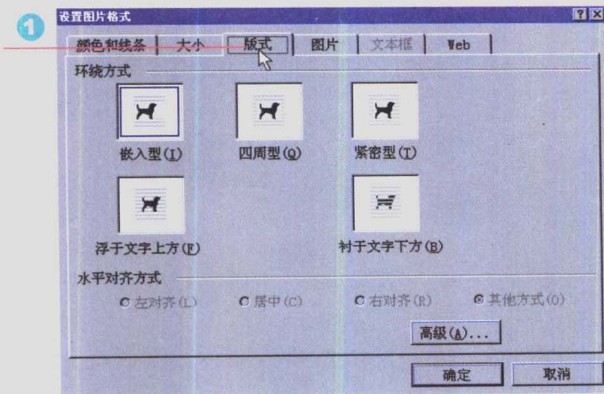 1
设置图片格式
颜色和线条 大小 版式 图片 文本框 Web
环绕方式
嵌入型(I) 四周型(Q) 紧密型(T)
浮于文字上方(F) 衬于文字下方(B)
水平对齐方式
左对齐(L) 居中(C) 右对齐(R) 其他方式(O)
高级(A)...
确定 取消